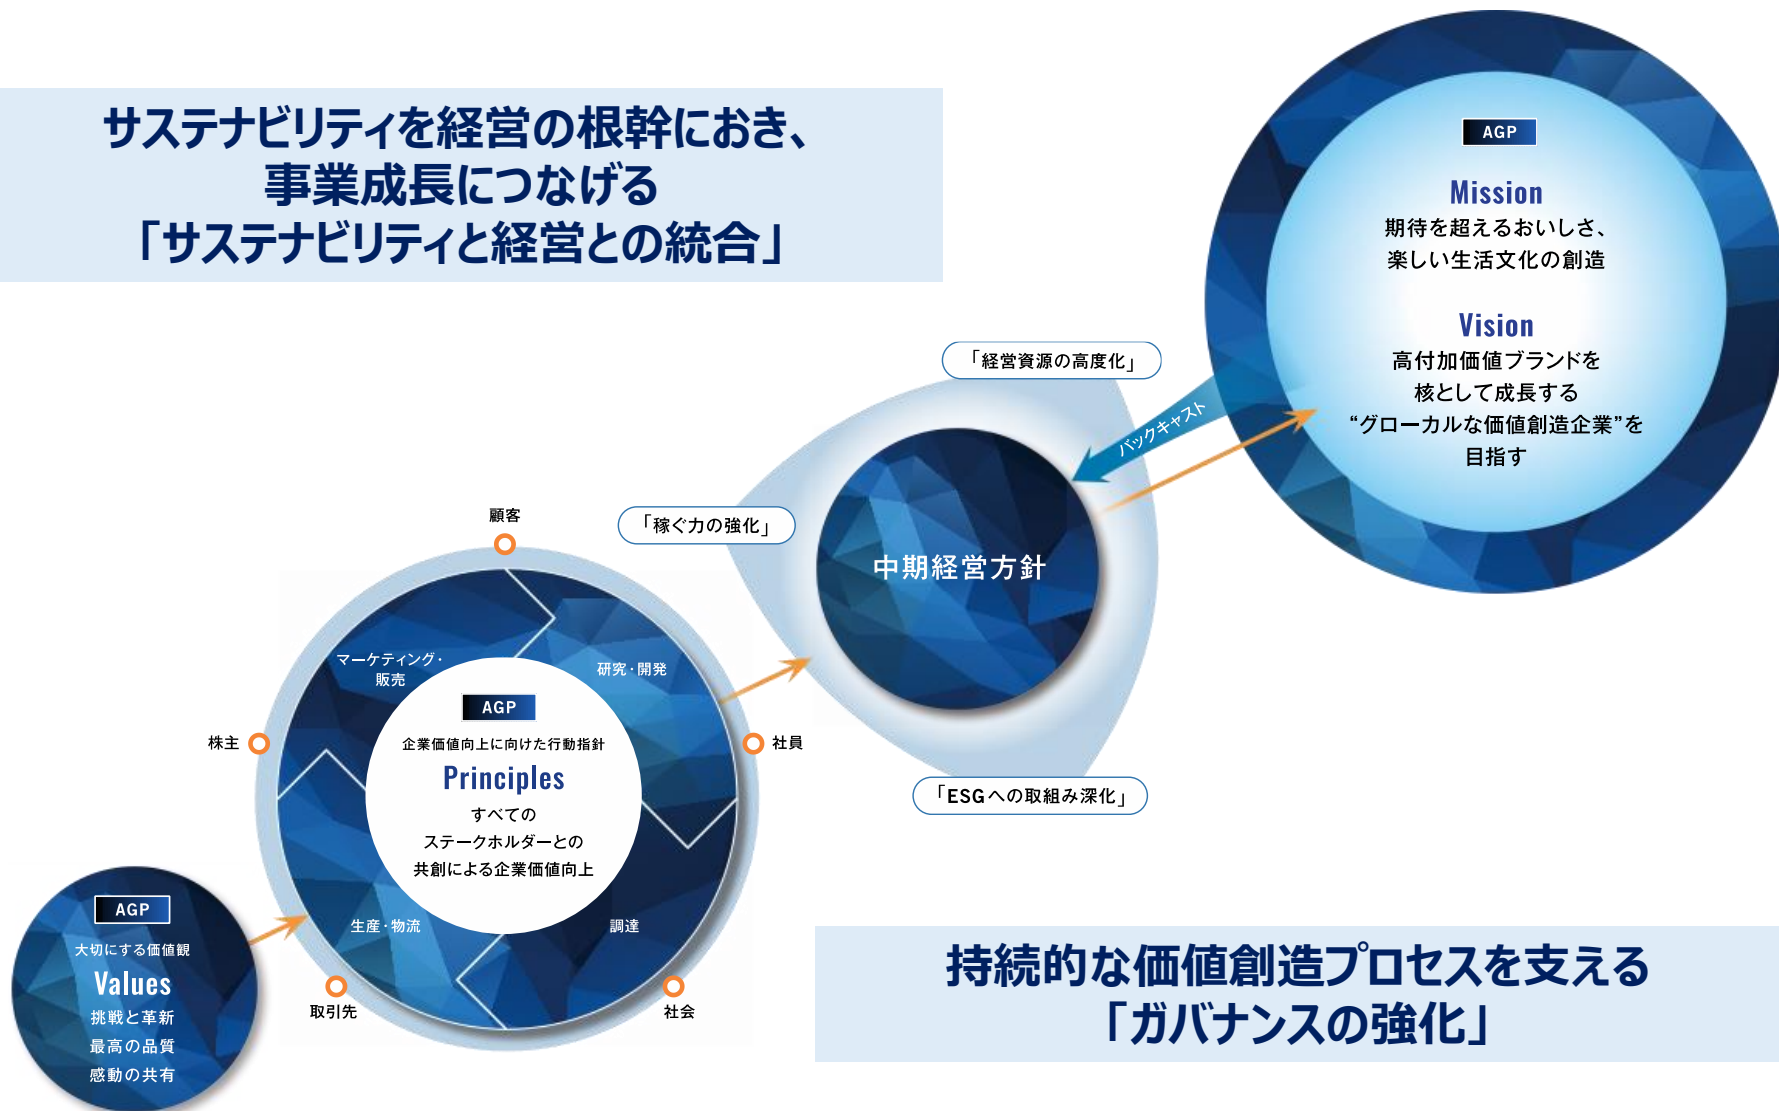 サステナビリティを経営の根幹におき、
事業成長につなげる
「サステナビリティと経営との統合」
AGP
Mission
期待を超えるおいしさ、
楽しい生活文化の創造
Vision
高付加価値ブランドを
核として成長する
“グローカルな価値創造企業”を
目指す
「経営資源の高度化」
バックキャスト
「稼ぐ力の強化」
中期経営方針
「ESGへの取組み深化」
顧客
マーケティング・
販売
研究・開発
株主
社員
AGP
企業価値向上に向けた行動指針
Principles
すべての
ステークホルダーとの
共創による企業価値向上
生産・物流
調達
取引先
社会
AGP
大切にする価値観
Values
挑戦と革新
最高の品質
感動の共有
持続的な価値創造プロセスを支える
「ガバナンスの強化」